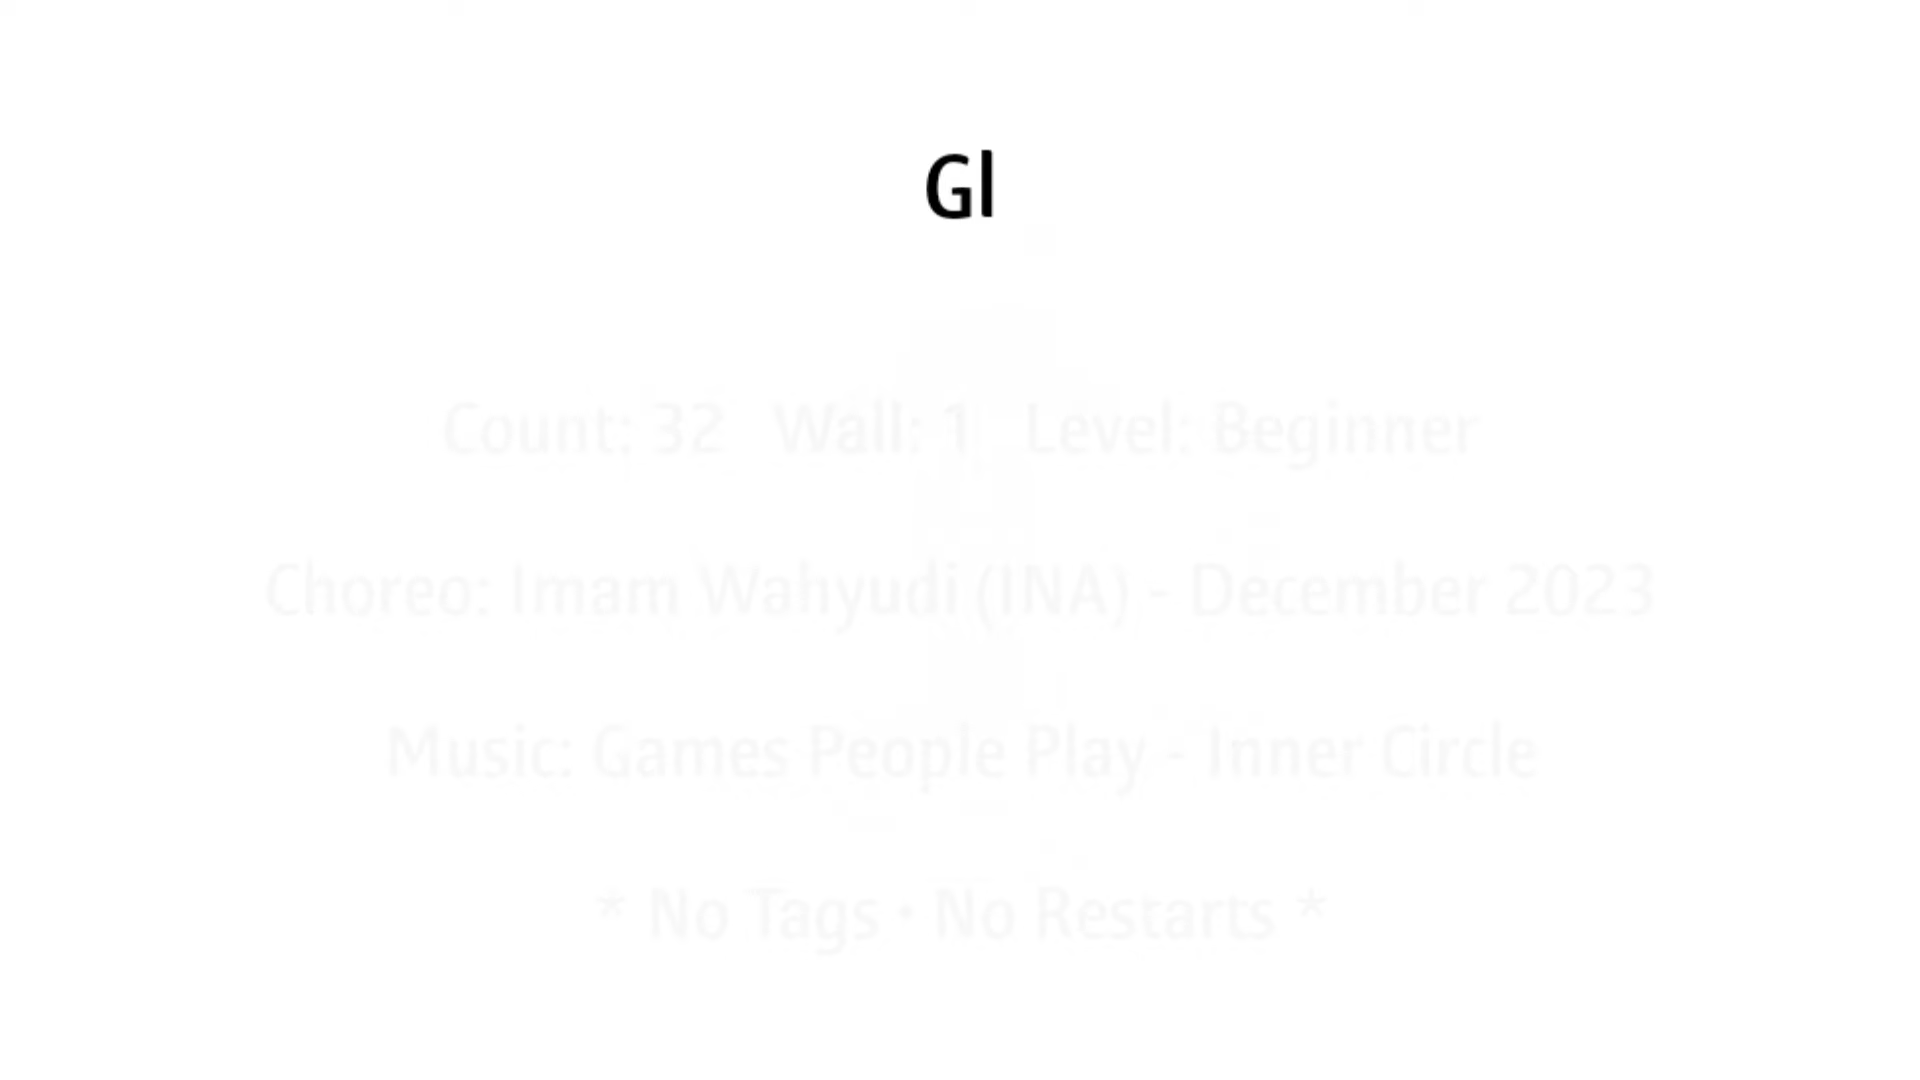 Gl
Count: 32 Wall: 1 Level: Beginner
Choreo: Imam Wahyudi (INA) - December 2023
Music: Games People Play - Inner Circle
* No Tags • No Restarts *